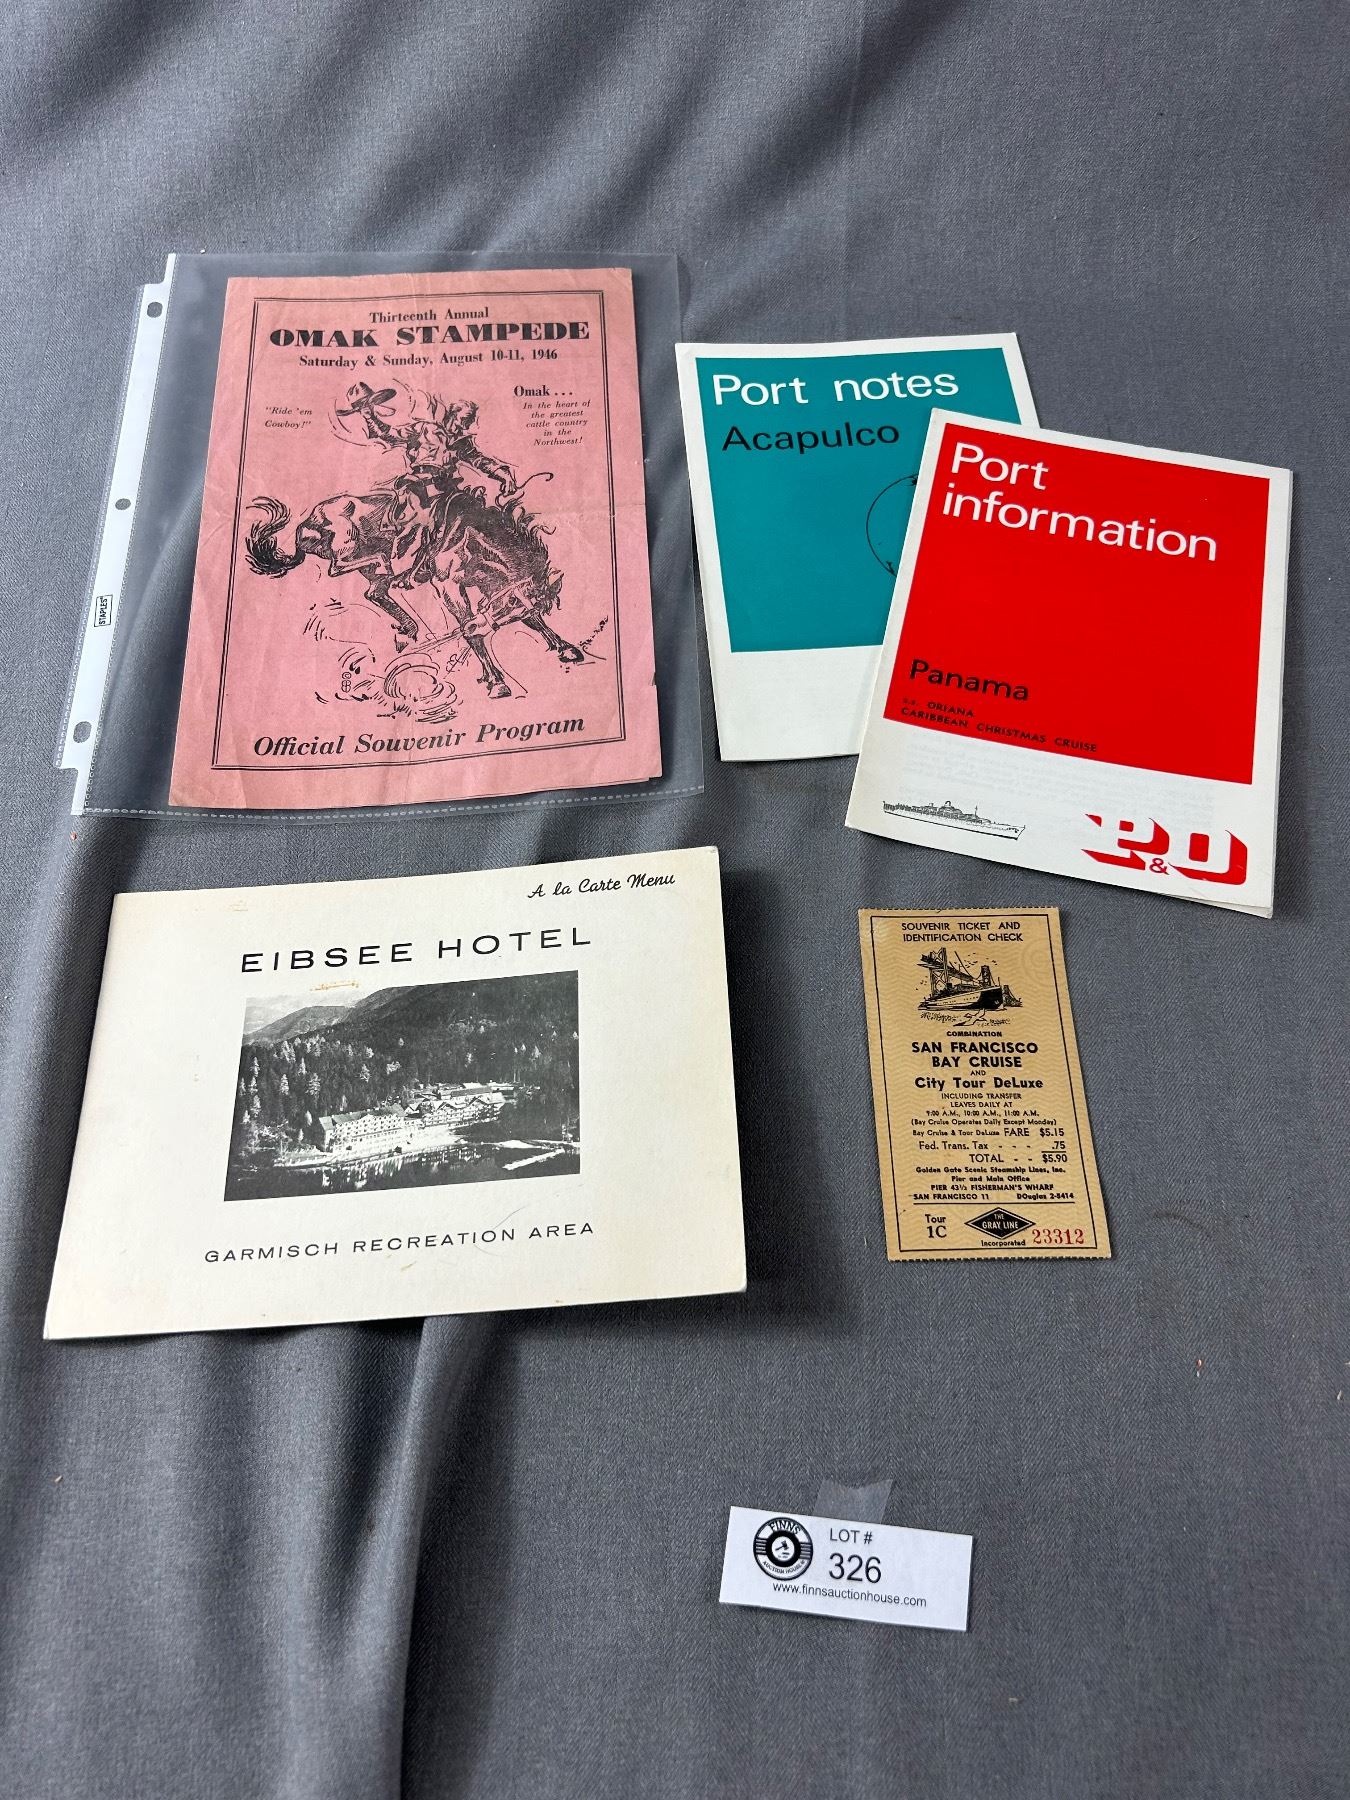 Thirteenth Annual
OMAK STAMPEDE
Saturday & Sunday, August 10-11, 1946
"Ride 'em
Cowboy!"
Omak . . .
In the heart of
the greatest
cattle country
in the
Northwest!
Official Souvenir Program
STAPLES
Port notes
Acapulco
Port
information
Panama
s.s. ORIANA
CARIBBEAN CHRISTMAS CRUISE
P&O
A la Carte Menu
EIBSEE HOTEL
GARMISCH RECREATION AREA
SOUVENIR TICKET AND
IDENTIFICATION CHECK
COMBINATION
SAN FRANCISCO
BAY CRUISE
AND
City Tour DeLuxe
INCLUDING TRANSFER
LEAVES DAILY AT
9:00 A.M., 10:00 A.M., 11:00 A.M.
(Bay Cruise Operates Daily Except Monday)
Bay Cruise & Tour DeLuxe FARE $5.15
Fed. Trans. Tax - - - .75
TOTAL - - $5.90
Golden Gate Scenic Steamship Lines, Inc.
Pier and Main Office
PIER 43½ FISHERMAN'S WHARF
SAN FRANCISCO 11 DOuglas 2-8414
Tour
1C
THE
GRAY LINE
Incorporated
23312
FINNS
AUCTION HOUSE
LOT #
326
www.finnsauctionhouse.com